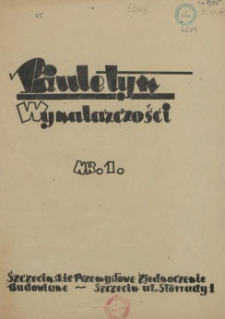 Biuletyn
Wynalazczości
NR. 1.
Szczecińskie Przemysłowe Zjednoczenie
Budowlane — Szczecin ul. Storrady 1